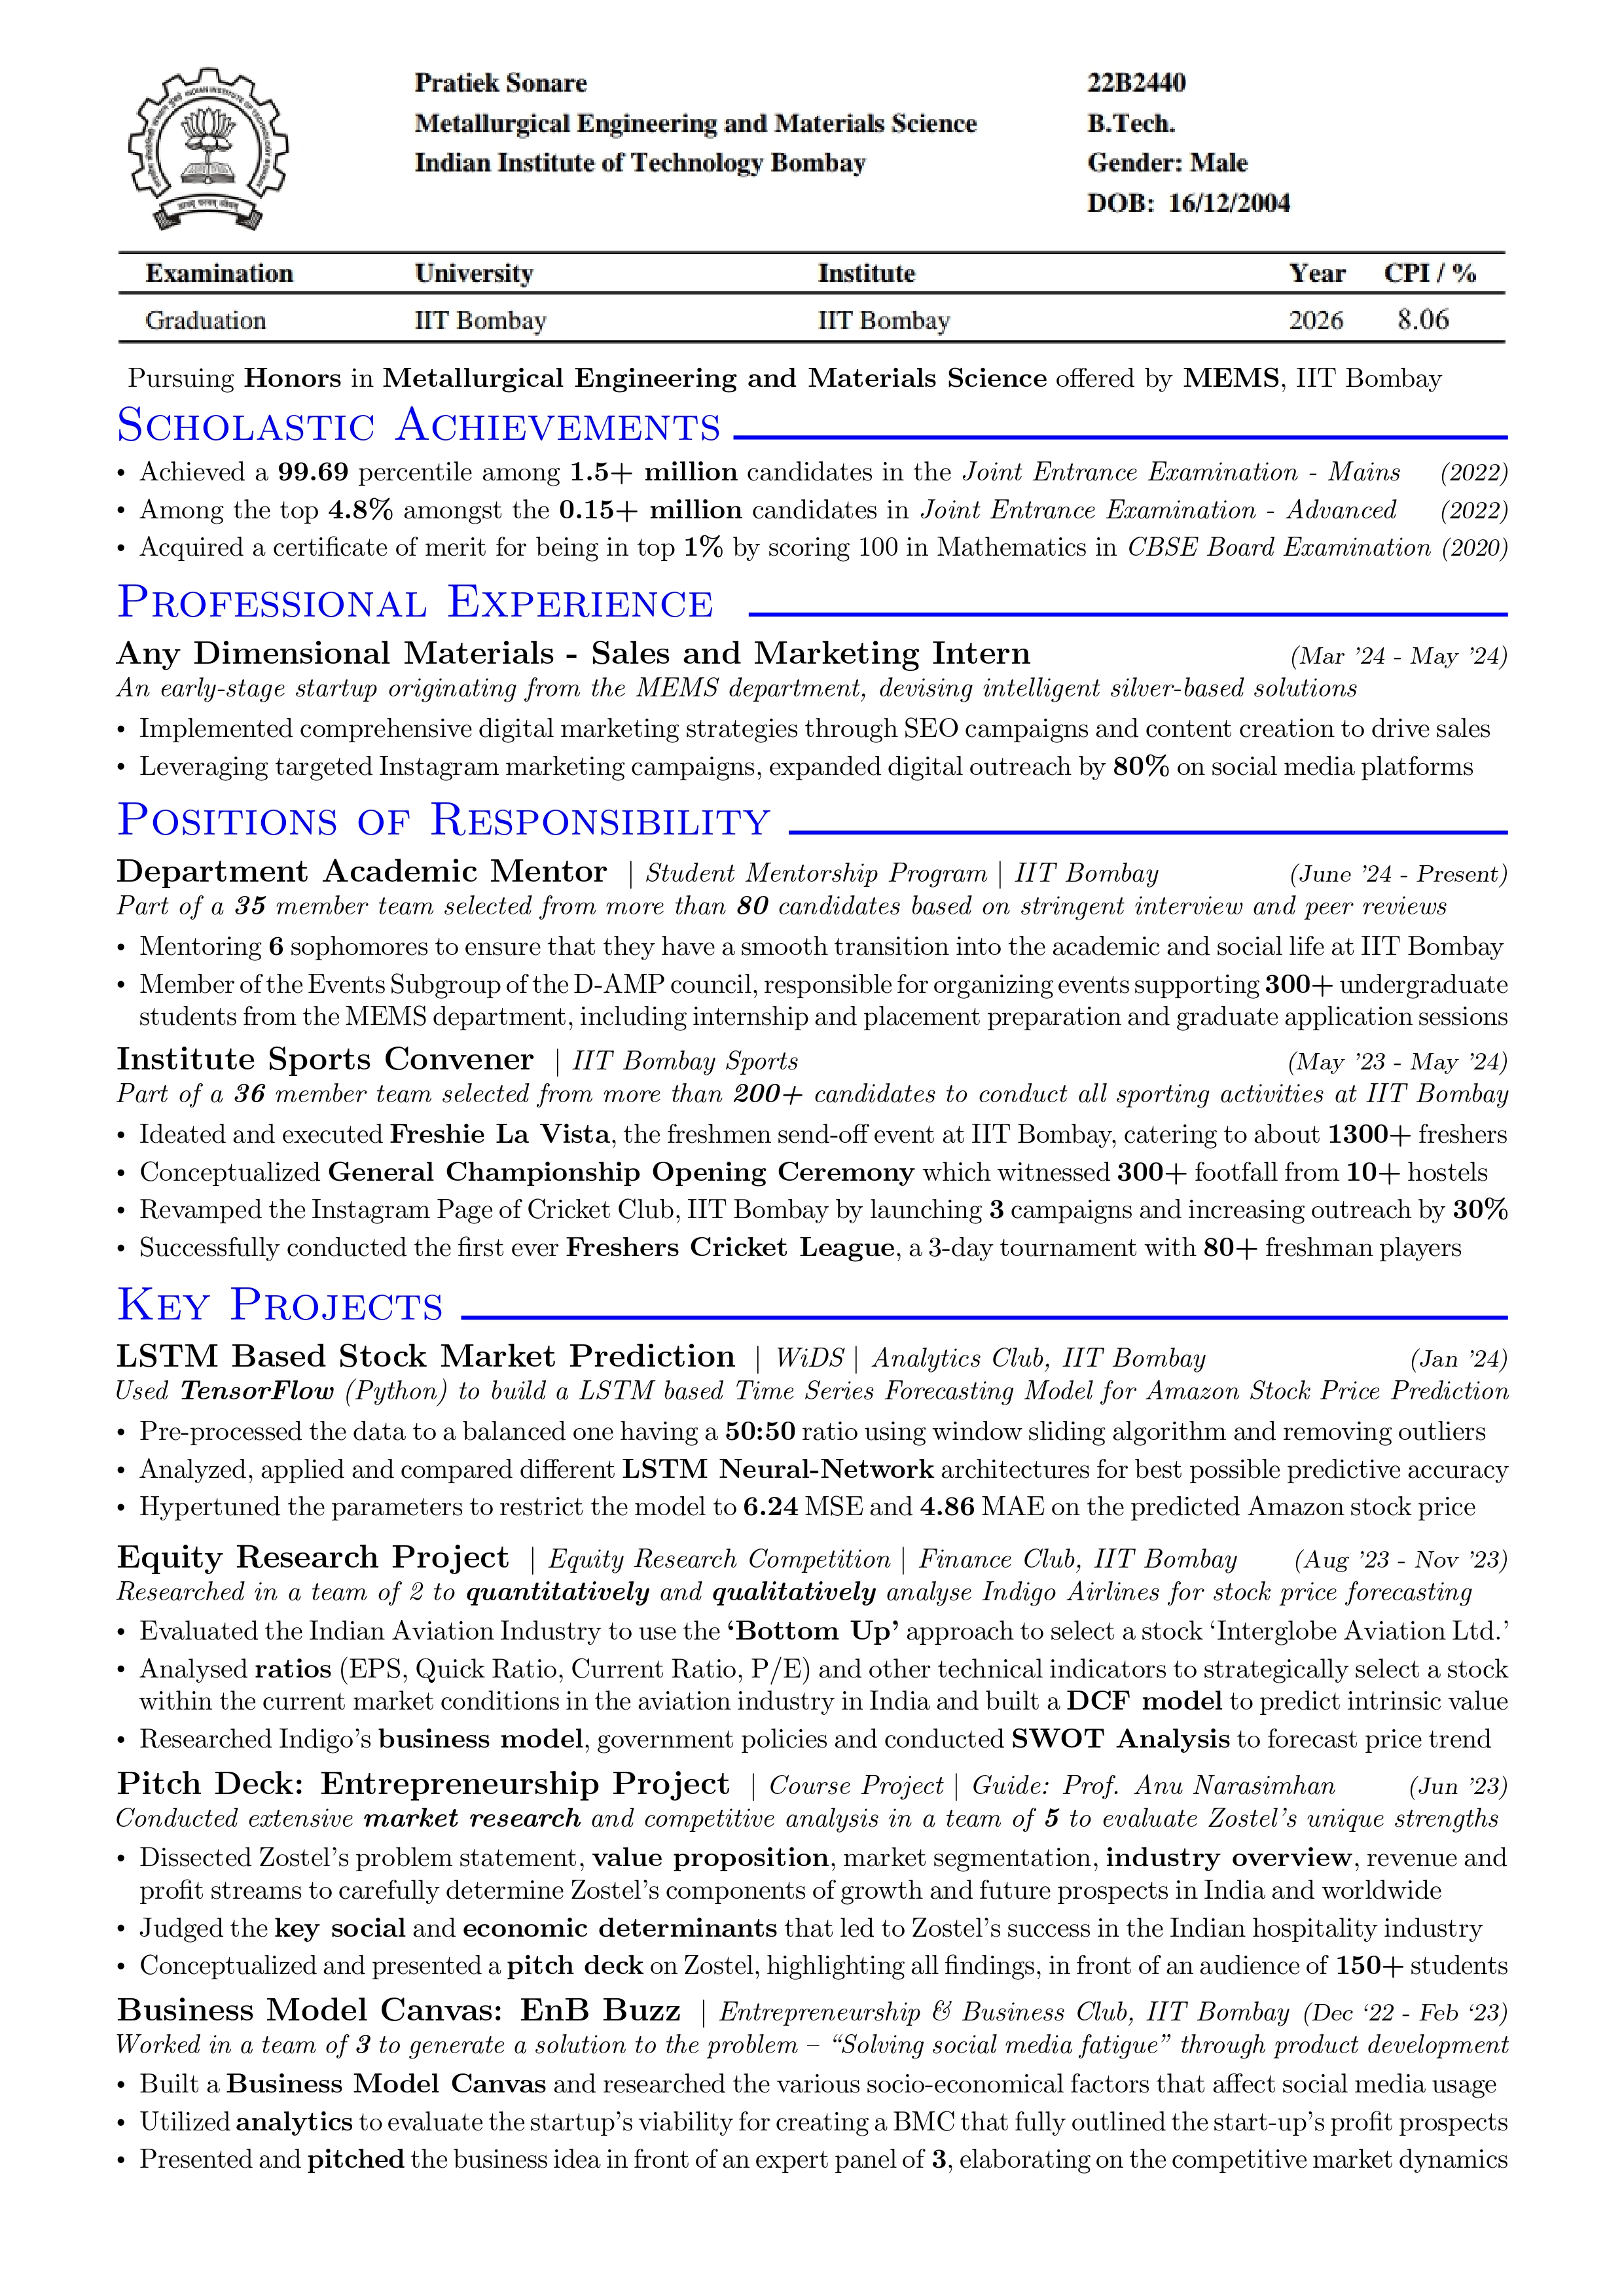 Pratiek Sonare 22B2440
Metallurgical Engineering and Materials Science B.Tech.
Indian Institute of Technology Bombay Gender: Male
DOB: 16/12/2004
Examination University Institute Year CPI / %
Graduation IIT Bombay IIT Bombay 2026 8.06
Pursuing Honors in Metallurgical Engineering and Materials Science offered by MEMS, IIT Bombay
Scholastic Achievements
• Achieved a 99.69 percentile among 1.5+ million candidates in the Joint Entrance Examination - Mains (2022)
• Among the top 4.8% amongst the 0.15+ million candidates in Joint Entrance Examination - Advanced (2022)
• Acquired a certificate of merit for being in top 1% by scoring 100 in Mathematics in CBSE Board Examination (2020)
Professional Experience
Any Dimensional Materials - Sales and Marketing Intern (Mar ’24 - May ’24)
An early-stage startup originating from the MEMS department, devising intelligent silver-based solutions
• Implemented comprehensive digital marketing strategies through SEO campaigns and content creation to drive sales
• Leveraging targeted Instagram marketing campaigns, expanded digital outreach by 80% on social media platforms
Positions of Responsibility
Department Academic Mentor | Student Mentorship Program | IIT Bombay (June ’24 - Present)
Part of a 35 member team selected from more than 80 candidates based on stringent interview and peer reviews
• Mentoring 6 sophomores to ensure that they have a smooth transition into the academic and social life at IIT Bombay
• Member of the Events Subgroup of the D-AMP council, responsible for organizing events supporting 300+ undergraduate
students from the MEMS department, including internship and placement preparation and graduate application sessions
Institute Sports Convener | IIT Bombay Sports (May ’23 - May ’24)
Part of a 36 member team selected from more than 200+ candidates to conduct all sporting activities at IIT Bombay
• Ideated and executed Freshie La Vista, the freshmen send-off event at IIT Bombay, catering to about 1300+ freshers
• Conceptualized General Championship Opening Ceremony which witnessed 300+ footfall from 10+ hostels
• Revamped the Instagram Page of Cricket Club, IIT Bombay by launching 3 campaigns and increasing outreach by 30%
• Successfully conducted the first ever Freshers Cricket League, a 3-day tournament with 80+ freshman players
Key Projects
LSTM Based Stock Market Prediction | WiDS | Analytics Club, IIT Bombay (Jan ’24)
Used TensorFlow (Python) to build a LSTM based Time Series Forecasting Model for Amazon Stock Price Prediction
• Pre-processed the data to a balanced one having a 50:50 ratio using window sliding algorithm and removing outliers
• Analyzed, applied and compared different LSTM Neural-Network architectures for best possible predictive accuracy
• Hypertuned the parameters to restrict the model to 6.24 MSE and 4.86 MAE on the predicted Amazon stock price
Equity Research Project | Equity Research Competition | Finance Club, IIT Bombay (Aug ’23 - Nov ’23)
Researched in a team of 2 to quantitatively and qualitatively analyse Indigo Airlines for stock price forecasting
• Evaluated the Indian Aviation Industry to use the ‘Bottom Up’ approach to select a stock ‘Interglobe Aviation Ltd.’
• Analysed ratios (EPS, Quick Ratio, Current Ratio, P/E) and other technical indicators to strategically select a stock
within the current market conditions in the aviation industry in India and built a DCF model to predict intrinsic value
• Researched Indigo’s business model, government policies and conducted SWOT Analysis to forecast price trend
Pitch Deck: Entrepreneurship Project | Course Project | Guide: Prof. Anu Narasimhan (Jun ’23)
Conducted extensive market research and competitive analysis in a team of 5 to evaluate Zostel’s unique strengths
• Dissected Zostel’s problem statement, value proposition, market segmentation, industry overview, revenue and
profit streams to carefully determine Zostel’s components of growth and future prospects in India and worldwide
• Judged the key social and economic determinants that led to Zostel’s success in the Indian hospitality industry
• Conceptualized and presented a pitch deck on Zostel, highlighting all findings, in front of an audience of 150+ students
Business Model Canvas: EnB Buzz | Entrepreneurship & Business Club, IIT Bombay (Dec ‘22 - Feb ‘23)
Worked in a team of 3 to generate a solution to the problem – “Solving social media fatigue” through product development
• Built a Business Model Canvas and researched the various socio-economical factors that affect social media usage
• Utilized analytics to evaluate the startup’s viability for creating a BMC that fully outlined the start-up’s profit prospects
• Presented and pitched the business idea in front of an expert panel of 3, elaborating on the competitive market dynamics